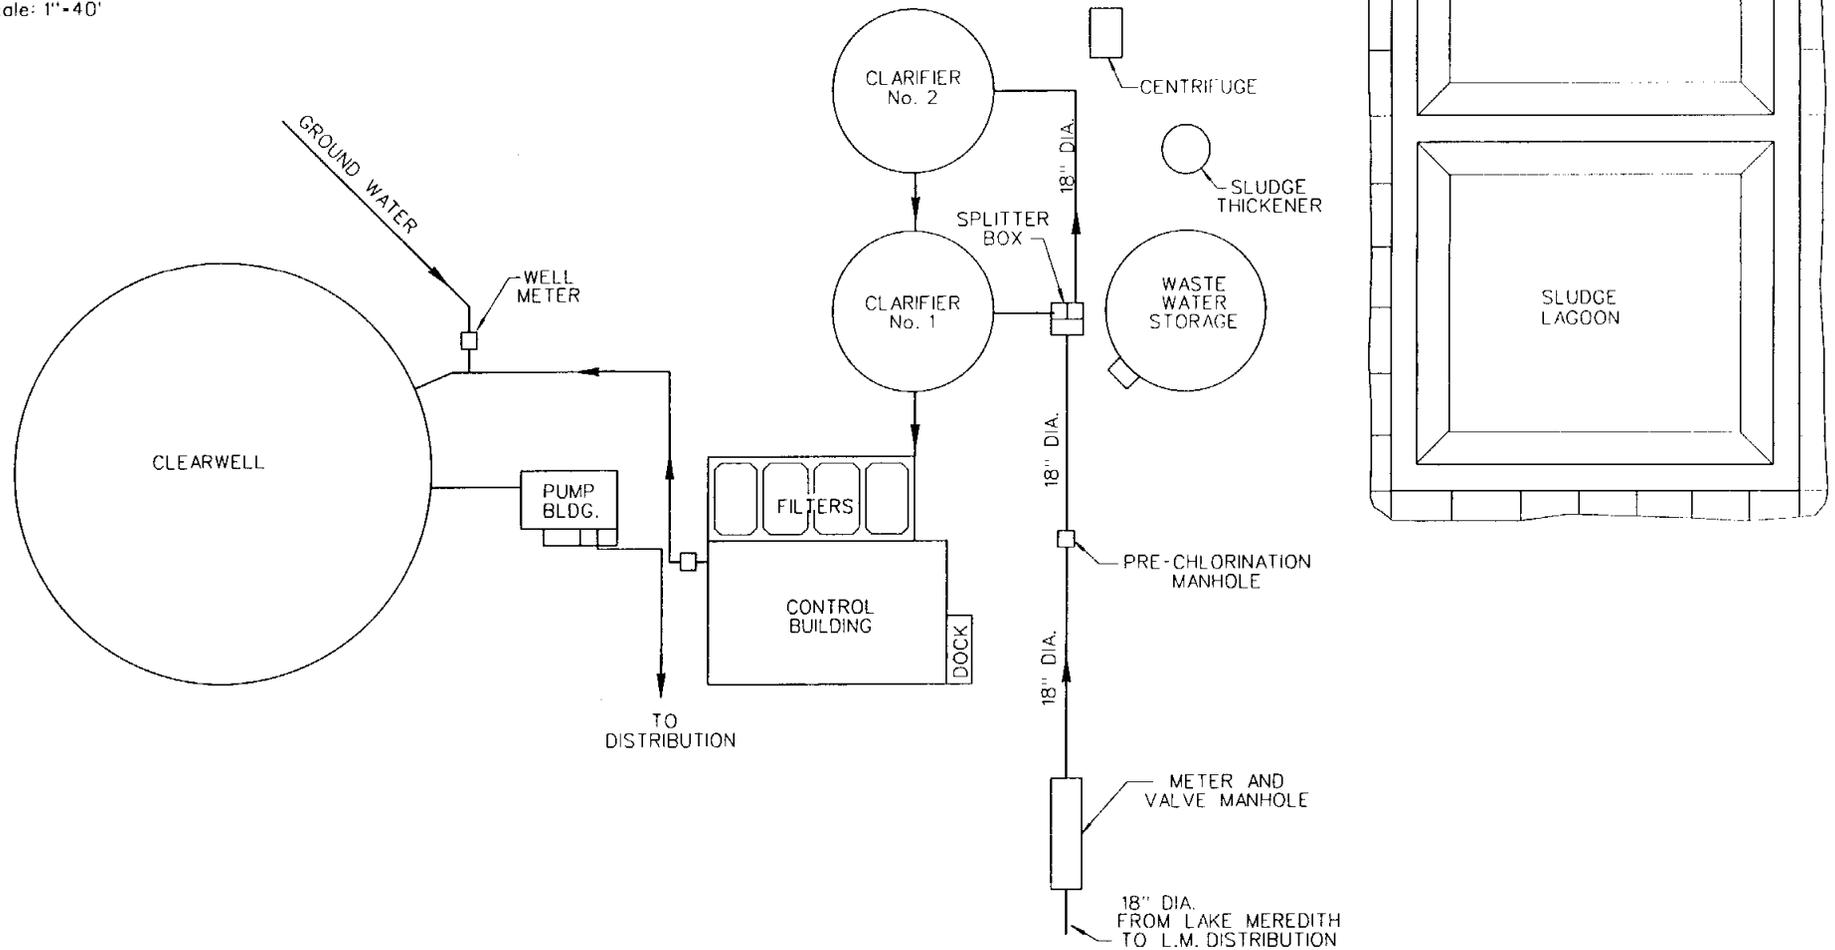 ale: 1"-40'
CLARIFIER
No. 2
CENTRIFUGE
GROUND WATER
18" DIA.
SLUDGE
THICKENER
SPLITTER
BOX
WELL
METER
CLARIFIER
No. 1
WASTE
WATER
STORAGE
SLUDGE
LAGOON
CLEARWELL
18" DIA.
PUMP
BLDG.
FILTERS
PRE-CHLORINATION
MANHOLE
CONTROL
BUILDING
DOCK
18" DIA.
TO
DISTRIBUTION
METER AND
VALVE MANHOLE
18" DIA.
FROM LAKE MEREDITH
TO L.M. DISTRIBUTION